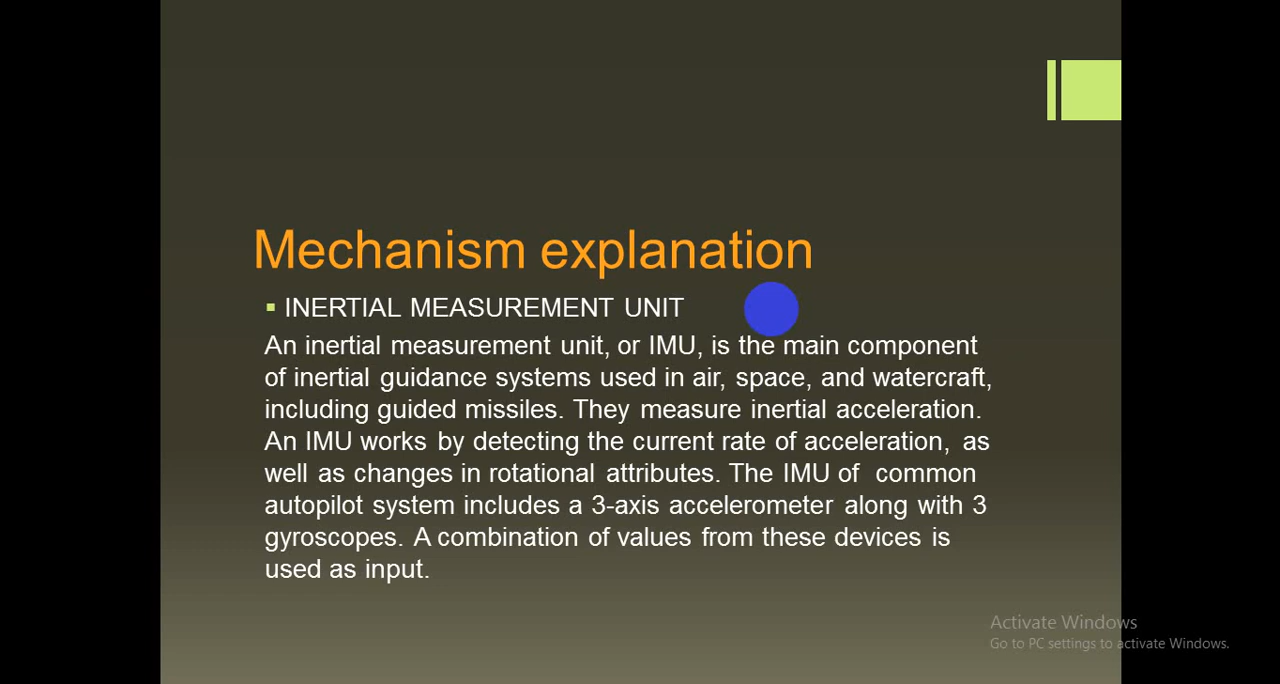 Mechanism explanation
▪ INERTIAL MEASUREMENT UNIT
An inertial measurement unit, or IMU, is the main component
of inertial guidance systems used in air, space, and watercraft,
including guided missiles. They measure inertial acceleration.
An IMU works by detecting the current rate of acceleration, as
well as changes in rotational attributes. The IMU of common
autopilot system includes a 3-axis accelerometer along with 3
gyroscopes. A combination of values from these devices is
used as input.
Activate Windows
Go to PC settings to activate Windows.